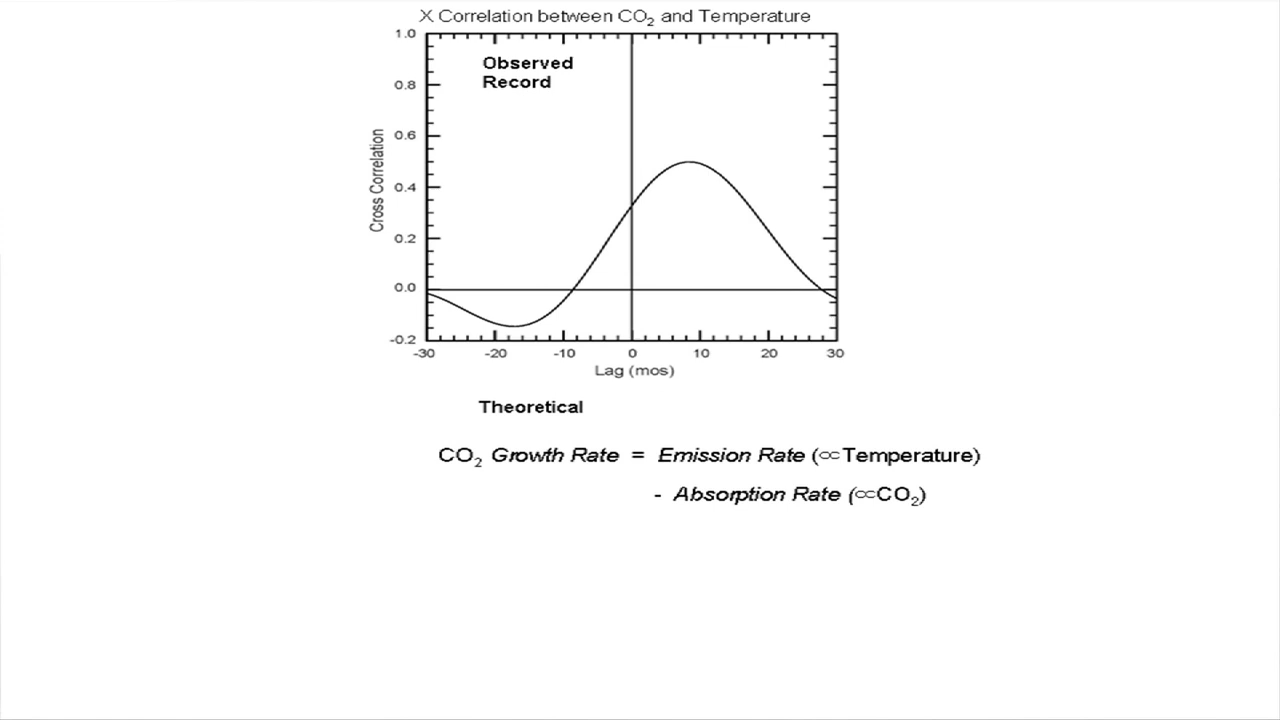 X Correlation between CO₂ and Temperature
1.0
Observed
Record
0.8
0.6
0.4
0.2
0.0
-0.2
Cross Correlation
-30 -20 -10 0 10 20 30
Lag (mos)
Theoretical
CO₂ Growth Rate = Emission Rate (∝Temperature)
- Absorption Rate (∝CO₂)